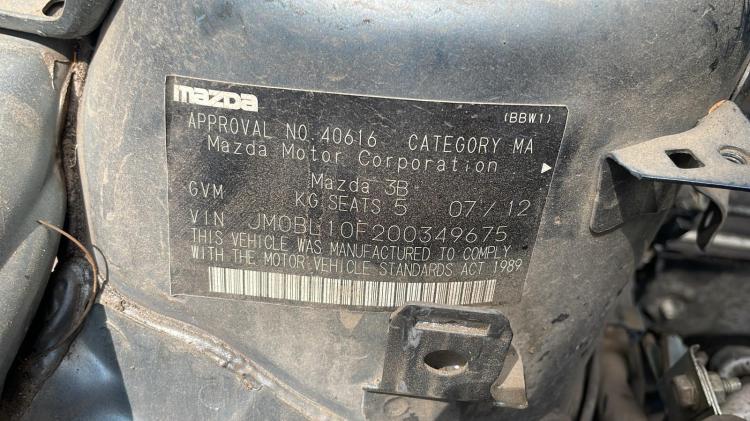 mazda
(BBW1)
APPROVAL NO. 40616 CATEGORY MA
Mazda Motor Corporation
Mazda 3B
GVM KG SEATS 5 07/12
VIN JM0BL10F200349675
THIS VEHICLE WAS MANUFACTURED TO COMPLY
WITH THE MOTOR VEHICLE STANDARDS ACT 1989